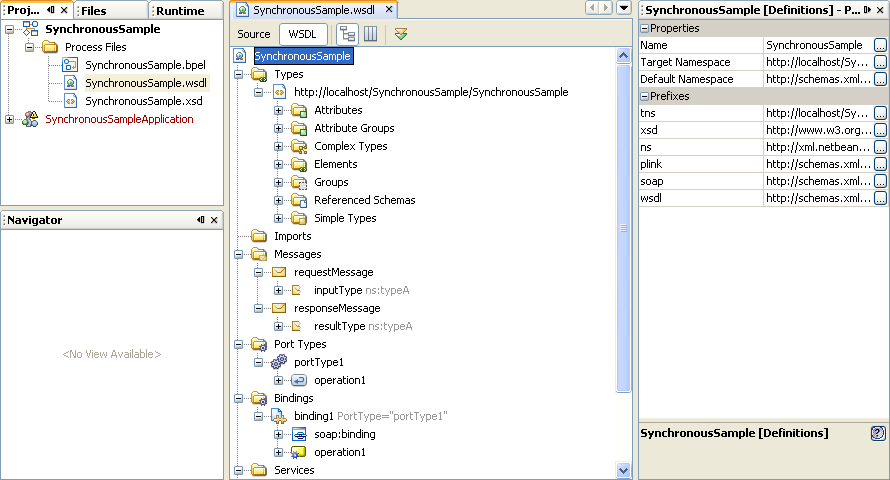 Proj...
Files
Runtime
SynchronousSample
Process Files
SynchronousSample.bpel
SynchronousSample.wsdl
SynchronousSample.xsd
SynchronousSampleApplication
Navigator
<No View Available>
SynchronousSample.wsdl
Source
WSDL
SynchronousSample
Types
http://localhost/SynchronousSample/SynchronousSample
Attributes
Attribute Groups
Complex Types
Elements
Groups
Referenced Schemas
Simple Types
Imports
Messages
requestMessage
inputType ns:typeA
responseMessage
resultType ns:typeA
Port Types
portType1
operation1
Bindings
binding1 PortType="portType1"
soap:binding
operation1
Services
SynchronousSample [Definitions] - P...
Properties
Name SynchronousSample ...
Target Namespace http://localhost/Sy... ...
Default Namespace http://schemas.xml... ...
Prefixes
tns http://localhost/Sy... ...
xsd http://www.w3.org... ...
ns http://xml.netbean... ...
plink http://schemas.xml... ...
soap http://schemas.xml... ...
wsdl http://schemas.xml... ...
SynchronousSample [Definitions]